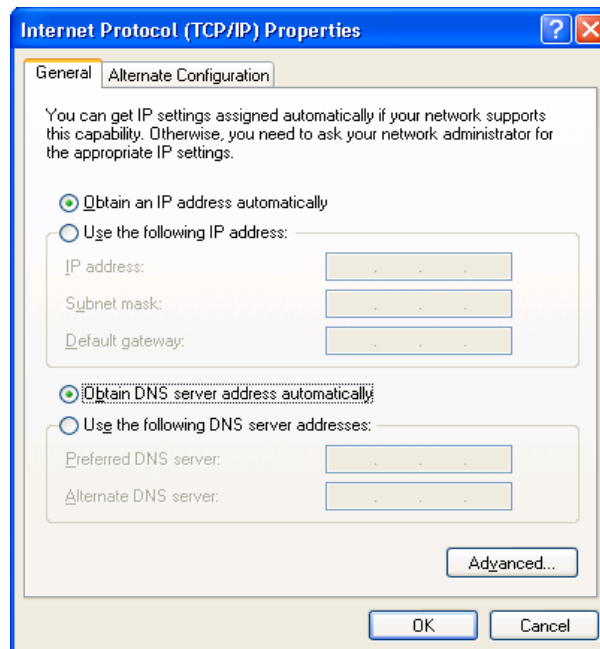 Internet Protocol (TCP/IP) Properties
General
Alternate Configuration
You can get IP settings assigned automatically if your network supports
this capability. Otherwise, you need to ask your network administrator for
the appropriate IP settings.
Obtain an IP address automatically
Use the following IP address:
IP address:
Subnet mask:
Default gateway:
Obtain DNS server address automatically
Use the following DNS server addresses:
Preferred DNS server:
Alternate DNS server:
Advanced...
OK
Cancel